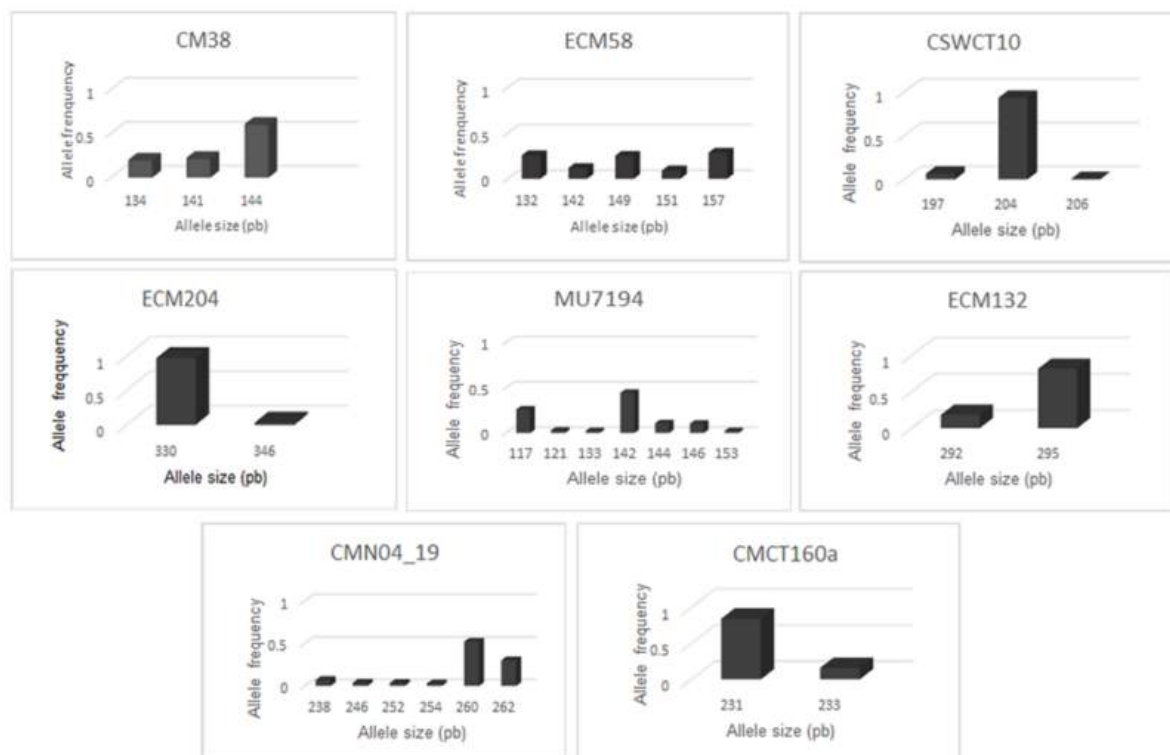 CM38
Allele frenquency
1
0.5
0
134 141 144
Allele size (pb)
ECM58
Allele frenquency
1
0.5
0
132 142 149 151 157
Allele size (pb)
CSWCT10
Allele frequency
1
0.5
0
197 204 206
Allele size (pb)
ECM204
Allele freqquency
1
0.5
0
330 346
Allele size (pb)
MU7194
Allele frequency
1
0.5
0
117 121 133 142 144 146 153
Allele size (pb)
ECM132
Allele frequency
1
0.5
0
292 295
Allele size (pb)
CMN04_19
Allele frequency
1
0.5
0
238 246 252 254 260 262
Allele size (pb)
CMCT160a
Allele frequency
1
0.5
0
231 233
Allele size (pb)